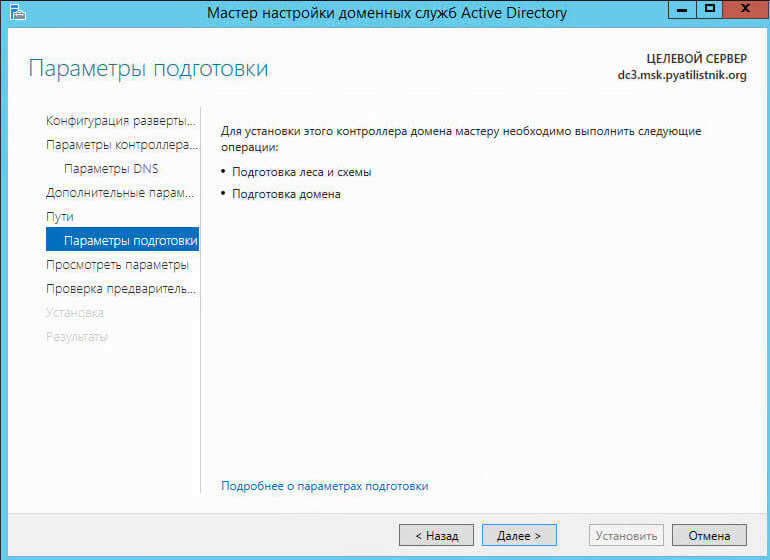 Мастер настройки доменных служб Active Directory
Параметры подготовки
ЦЕЛЕВОЙ СЕРВЕР
dc3.msk.pyatilistnik.org
Конфигурация разверты...
Параметры контроллера...
Параметры DNS
Дополнительные парам...
Пути
Параметры подготовки
Просмотреть параметры
Проверка предваритель...
Установка
Результаты
Для установки этого контроллера домена мастеру необходимо выполнить следующие
операции:
• Подготовка леса и схемы
• Подготовка домена
Подробнее о параметрах подготовки
< Назад
Далее >
Установить
Отмена